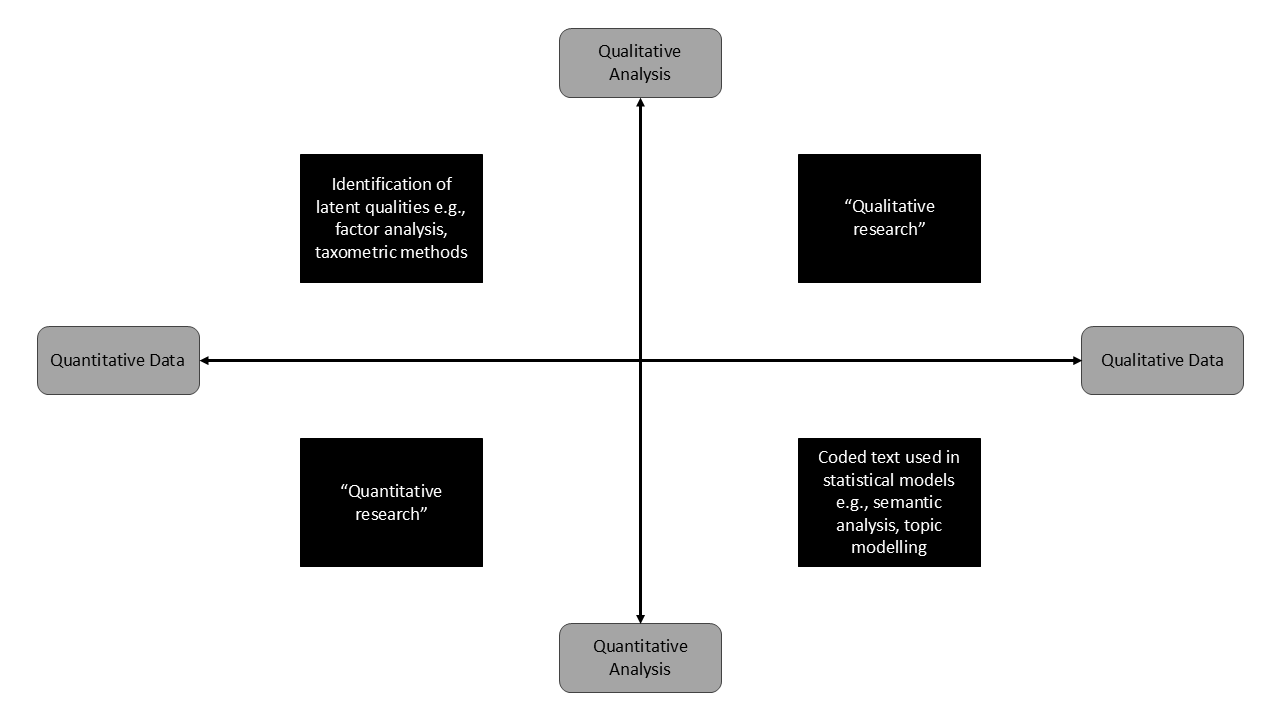 Qualitative
Analysis
Identification of
latent qualities e.g.,
factor analysis,
taxometric methods
“Qualitative
research”
Quantitative Data
Qualitative Data
“Quantitative
research”
Coded text used in
statistical models
e.g., semantic
analysis, topic
modelling
Quantitative
Analysis